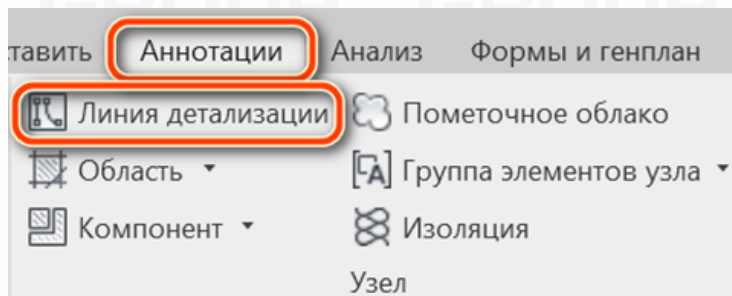 тавить Аннотации Анализ Формы и генплан
Линия детализации Пометочное облако
Область Группа элементов узла
Компонент Изоляция
Узел